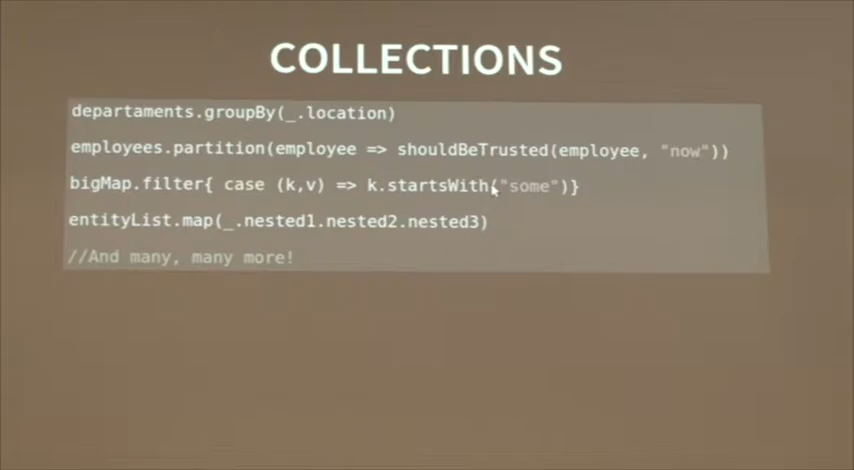 COLLECTIONS
departaments.groupBy(_.location)
employees.partition(employee => shouldBeTrusted(employee, "now"))
bigMap.filter{ case (k,v) => k.startsWith("some")}
entityList.map(_.nested1.nested2.nested3)
//And many, many more!